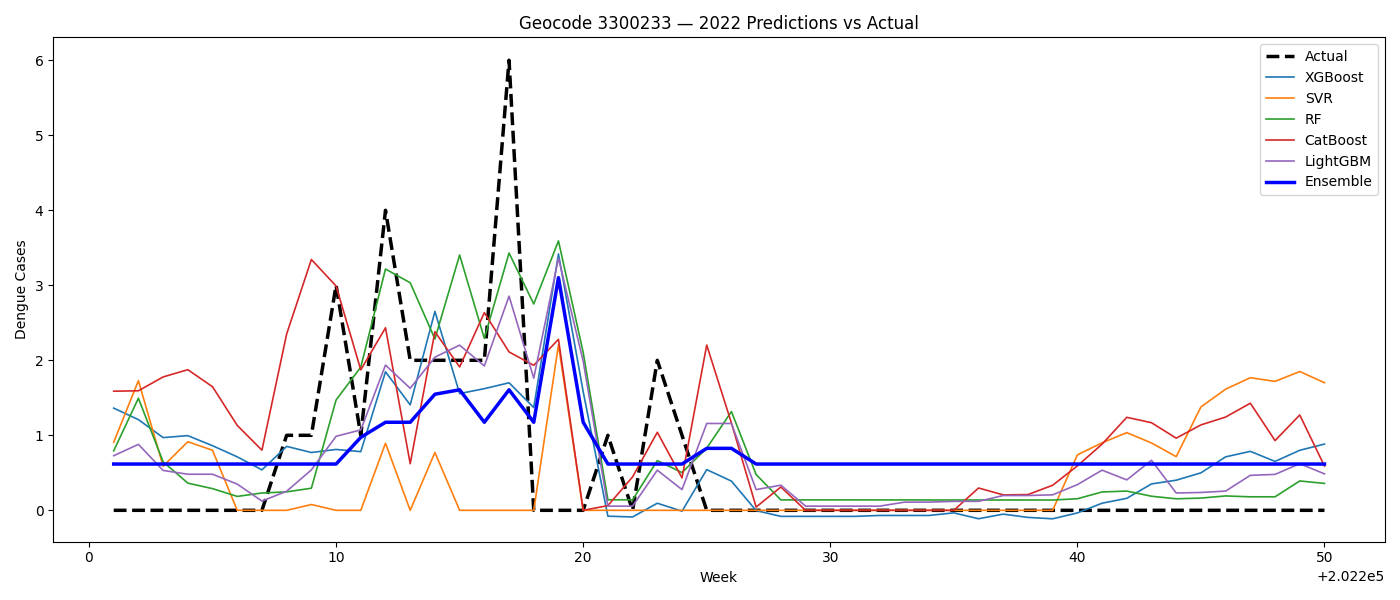 Geocode 3300233 — 2022 Predictions vs Actual
Dengue Cases
6
5
4
3
2
1
0
0
10
20
30
40
50
+2.022e5
Week
Actual
XGBoost
SVR
RF
CatBoost
LightGBM
Ensemble